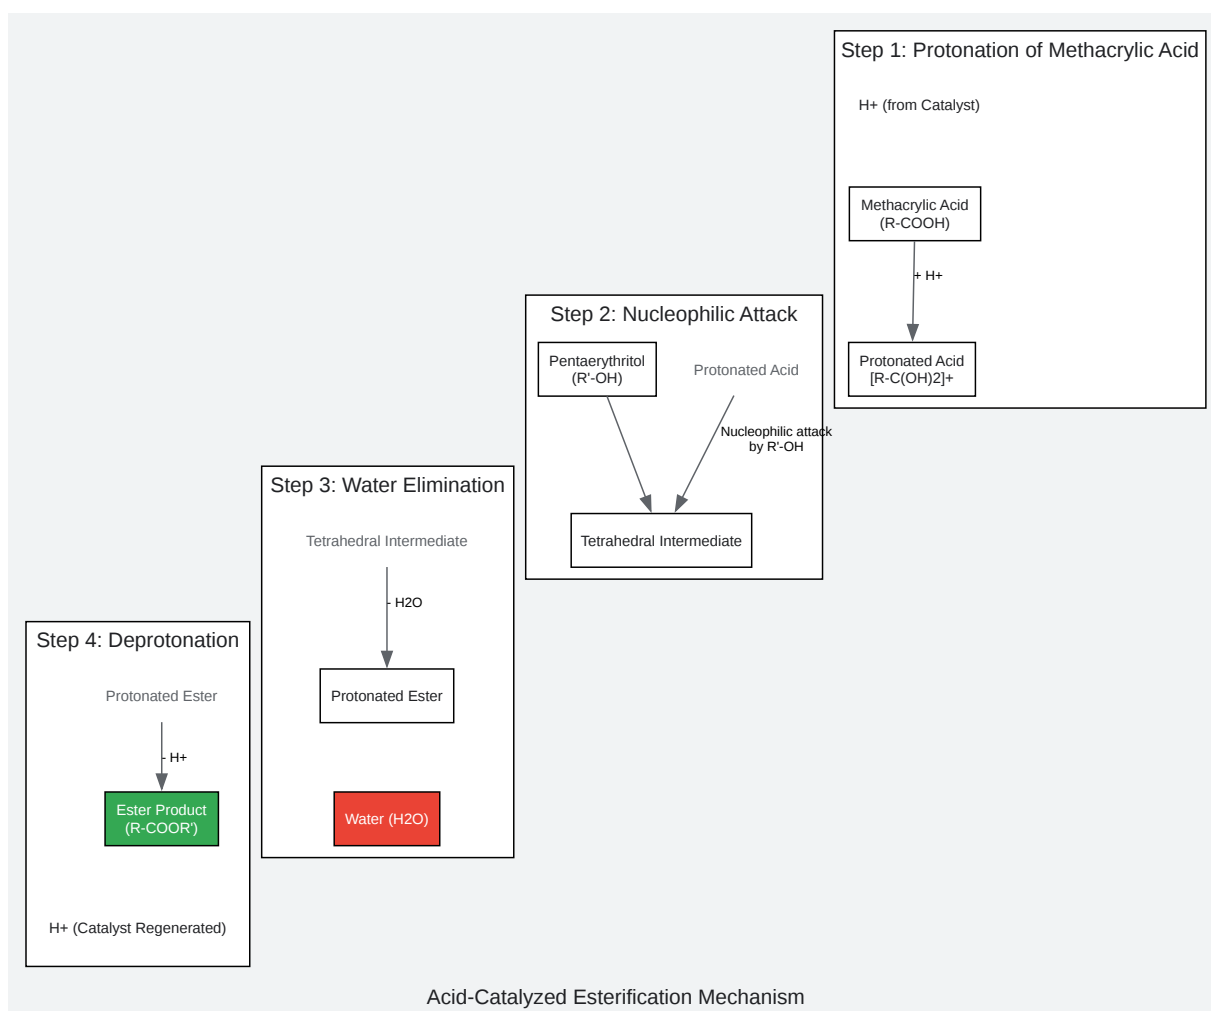 Step 1: Protonation of Methacrylic Acid
H+ (from Catalyst)
Methacrylic Acid
(R-COOH)
+ H+
Protonated Acid
[R-C(OH)2]+
Step 2: Nucleophilic Attack
Pentaerythritol
(R'-OH)
Protonated Acid
Nucleophilic attack
by R'-OH
Tetrahedral Intermediate
Step 3: Water Elimination
Tetrahedral Intermediate
- H2O
Protonated Ester
Water (H2O)
Step 4: Deprotonation
Protonated Ester
- H+
Ester Product
(R-COOR')
H+ (Catalyst Regenerated)
Acid-Catalyzed Esterification Mechanism